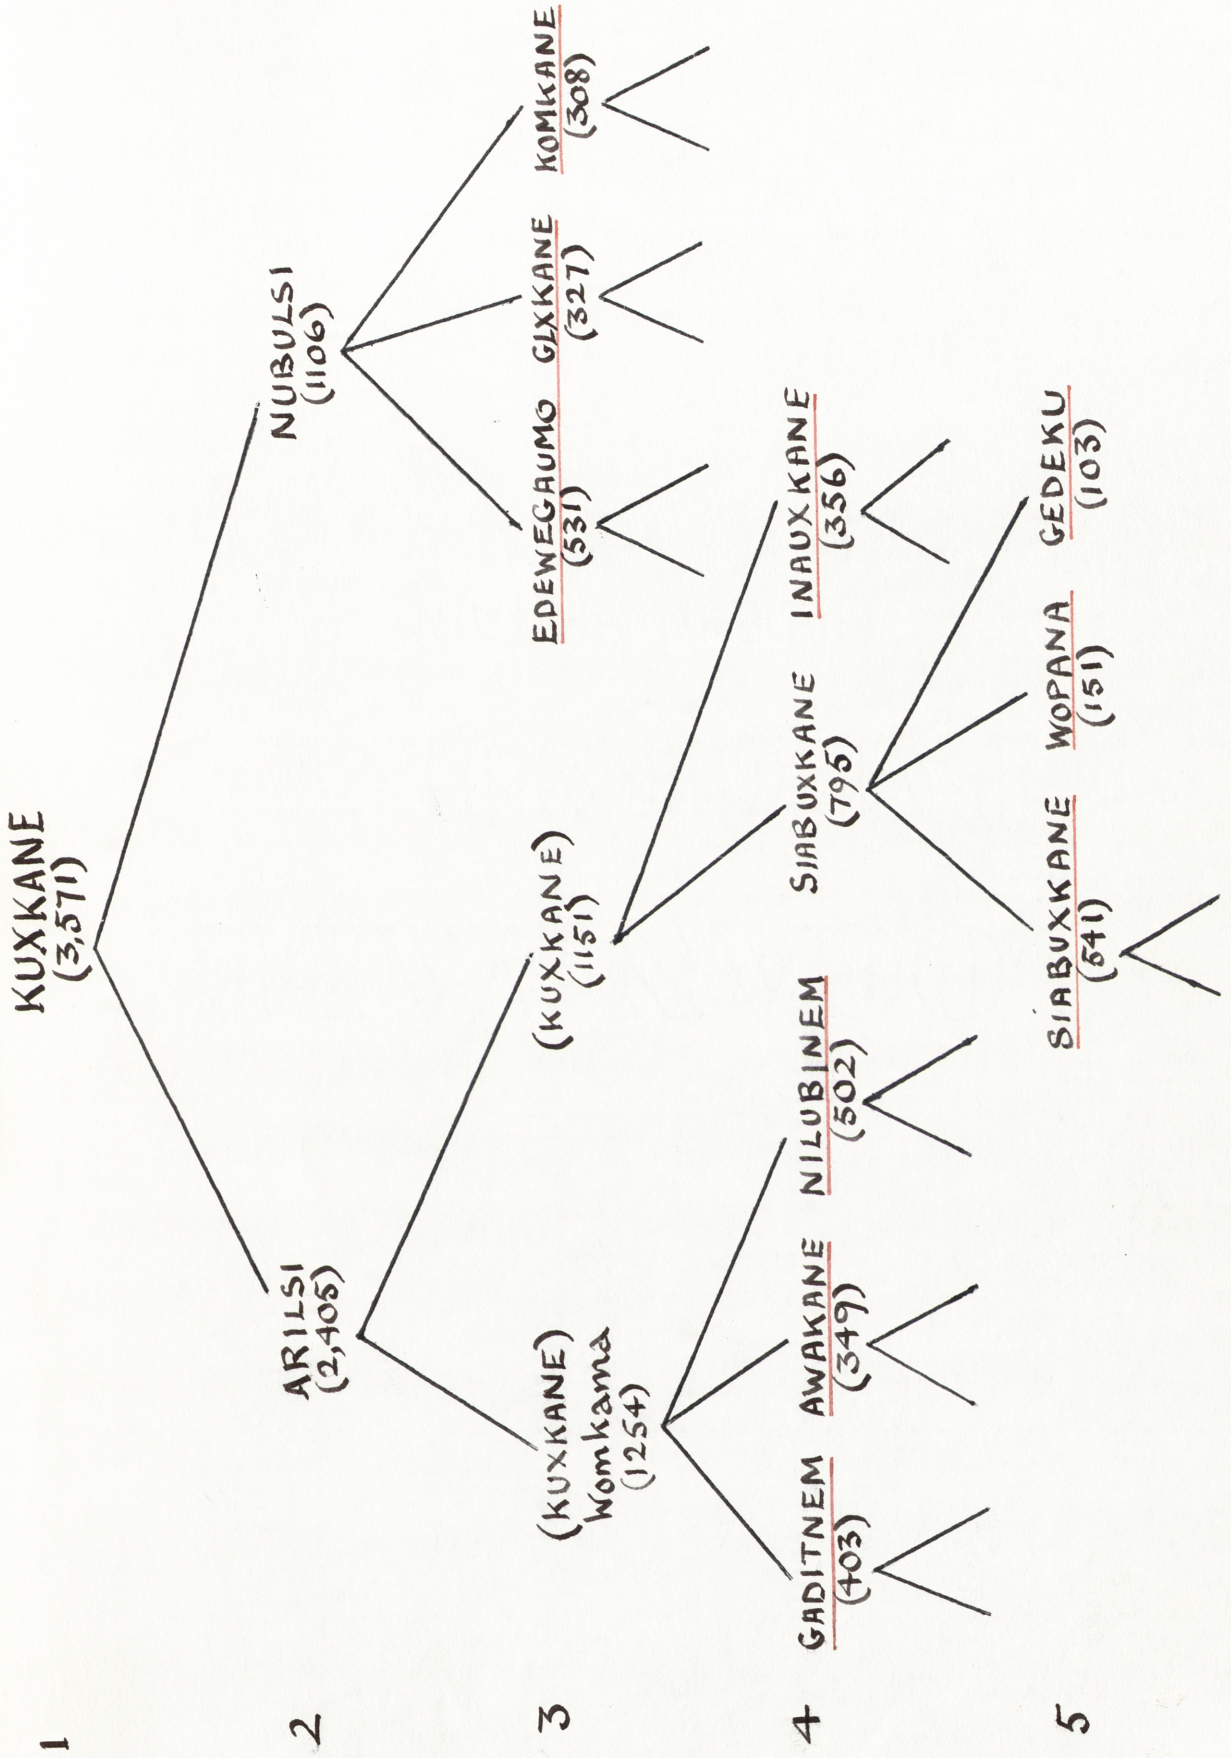 1
KUXKANE
(3,571)
2
ARILSI
(2,405)
NUBULSI
(1106)
3
(KUXKANE)
Womkama
(1254)
(KUXKANE)
(1151)
EDEWEGAUMO
(531)
GLXKANE
(327)
KOMKANE
(308)
4
GADITNEM
(403)
AWAKANE
(349)
NILUBINEM
(502)
SIABUXKANE
(795)
INAUXKANE
(356)
5
SIABUXKANE
(541)
WOPANA
(151)
GEDEKU
(103)